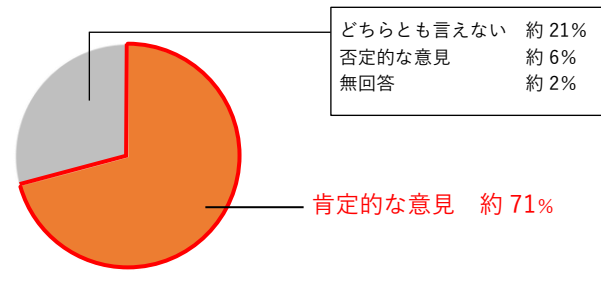 どちらとも言えない 約 21%
否定的な意見 約 6%
無回答 約 2%
肯定的な意見 約 71%